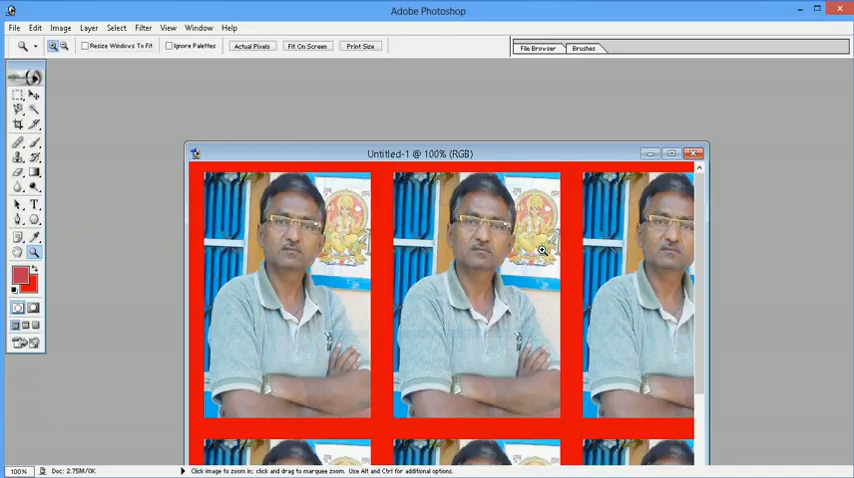 Adobe Photoshop
File Edit Image Layer Select Filter View Window Help
Resize Windows To Fit Ignore Palettes Actual Pixels Fit On Screen Print Size File Browser Brushes
Untitled-1 @ 100% (RGB)
100% Doc: 2.75M/0K Click image to zoom in; click and drag to marquee zoom. Use Alt and Ctrl for additional options.